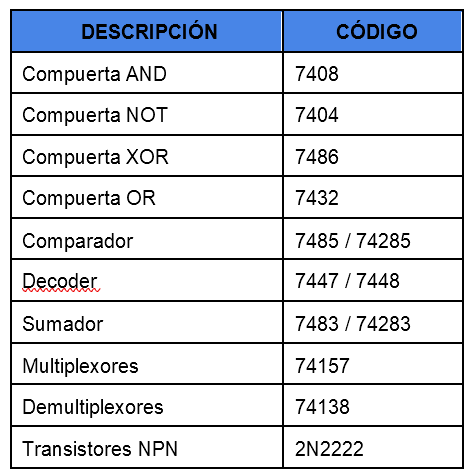 DESCRIPCIÓN CÓDIGO
Compuerta AND 7408
Compuerta NOT 7404
Compuerta XOR 7486
Compuerta OR 7432
Comparador 7485 / 74285
Decoder 7447 / 7448
Sumador 7483 / 74283
Multiplexores 74157
Demultiplexores 74138
Transistores NPN 2N2222